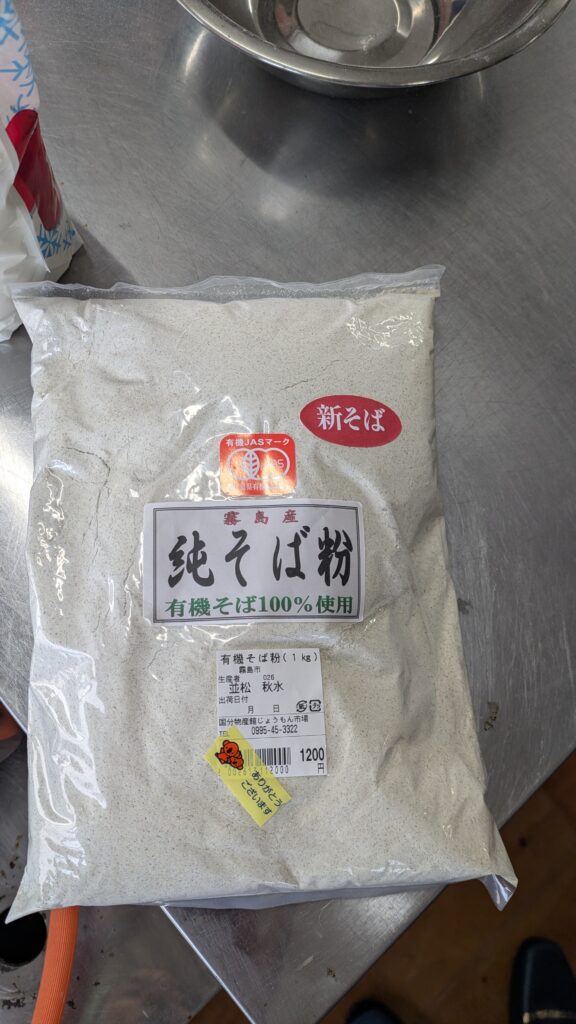 新そば
有機JASマーク
霧島産
純そば粉
有機そば100%使用
有機そば粉(1kg)
霧島市
生産者 026
並松 秋水
出荷日付
月 日
国分物産館じょうもん市場
TEL 0995-45-3322
1200
円
ありがとう
ございます